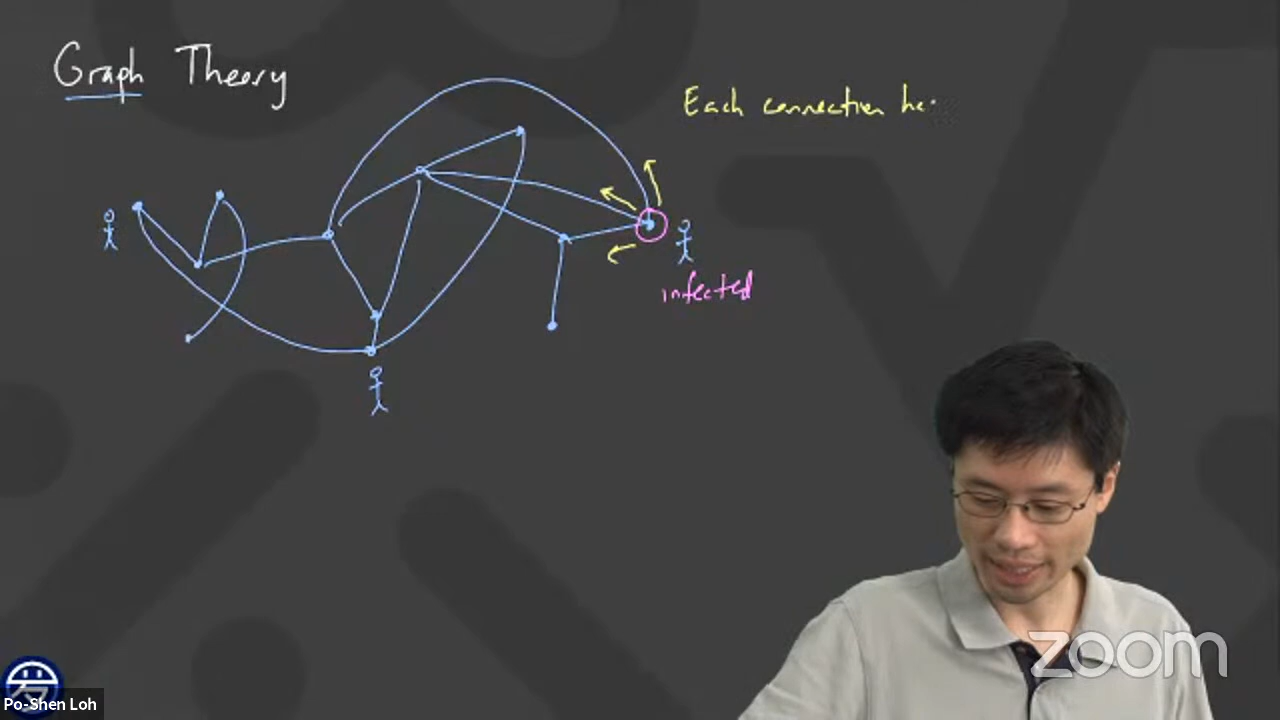 Graph Theory
Each connection ha
infected
zoom
Po-Shen Loh